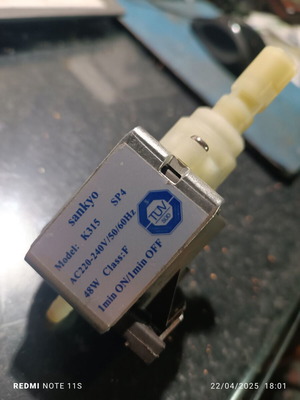 sankyo
Model: K315 SP4
AC220-240V/50/60Hz
48W Class:F
1min ON/1min OFF
TÜV
SÜD
REDMI NOTE 11S
22/04/2025 18:01